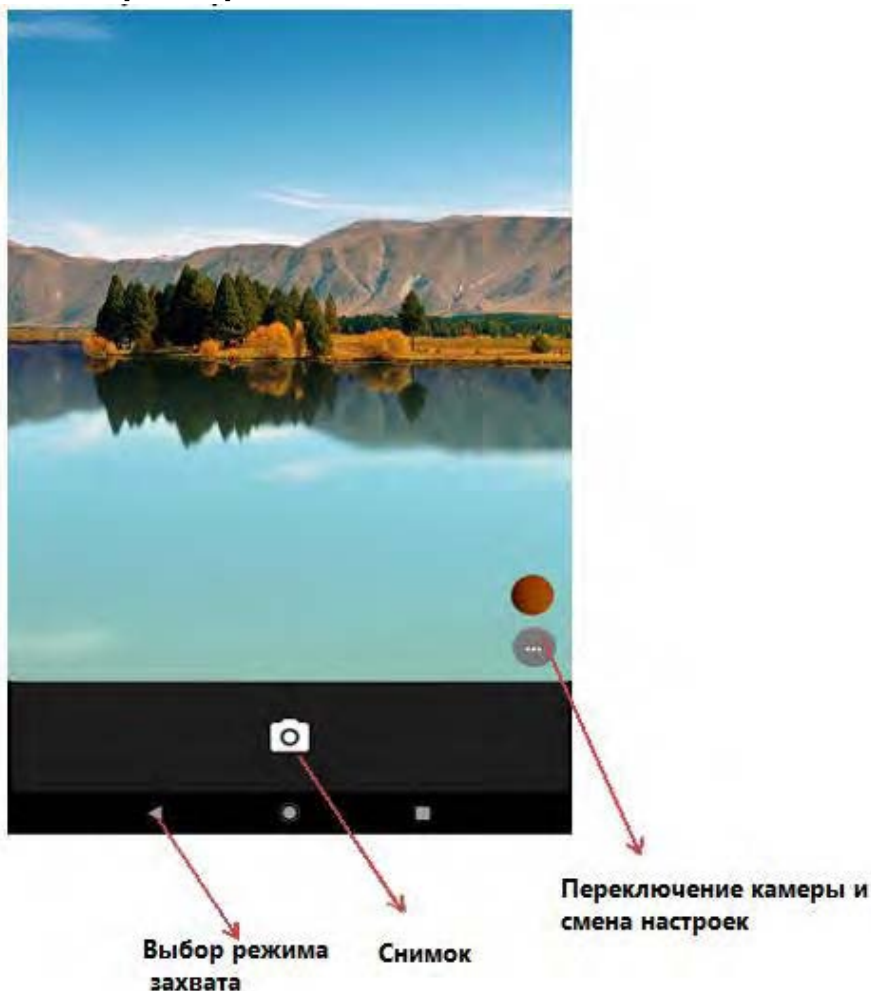 Переключение камеры и
смена настроек
Выбор режима
захвата
Снимок